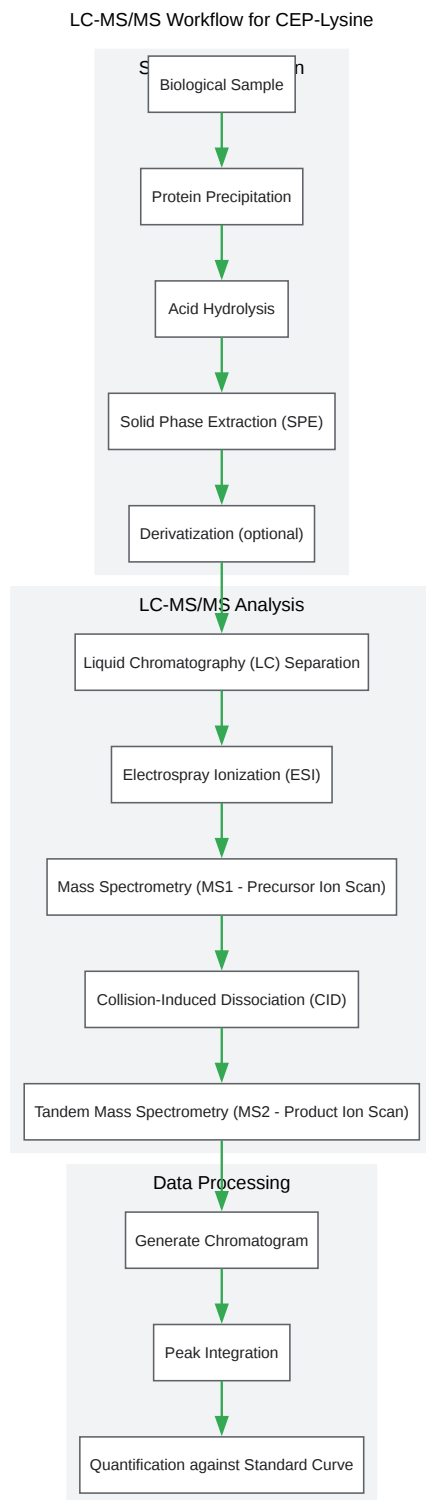 LC-MS/MS Workflow for CEP-Lysine
Biological Sample
Protein Precipitation
Acid Hydrolysis
Solid Phase Extraction (SPE)
Derivatization (optional)
LC-MS/MS Analysis
Liquid Chromatography (LC) Separation
Electrospray Ionization (ESI)
Mass Spectrometry (MS1 - Precursor Ion Scan)
Collision-Induced Dissociation (CID)
Tandem Mass Spectrometry (MS2 - Product Ion Scan)
Data Processing
Generate Chromatogram
Peak Integration
Quantification against Standard Curve